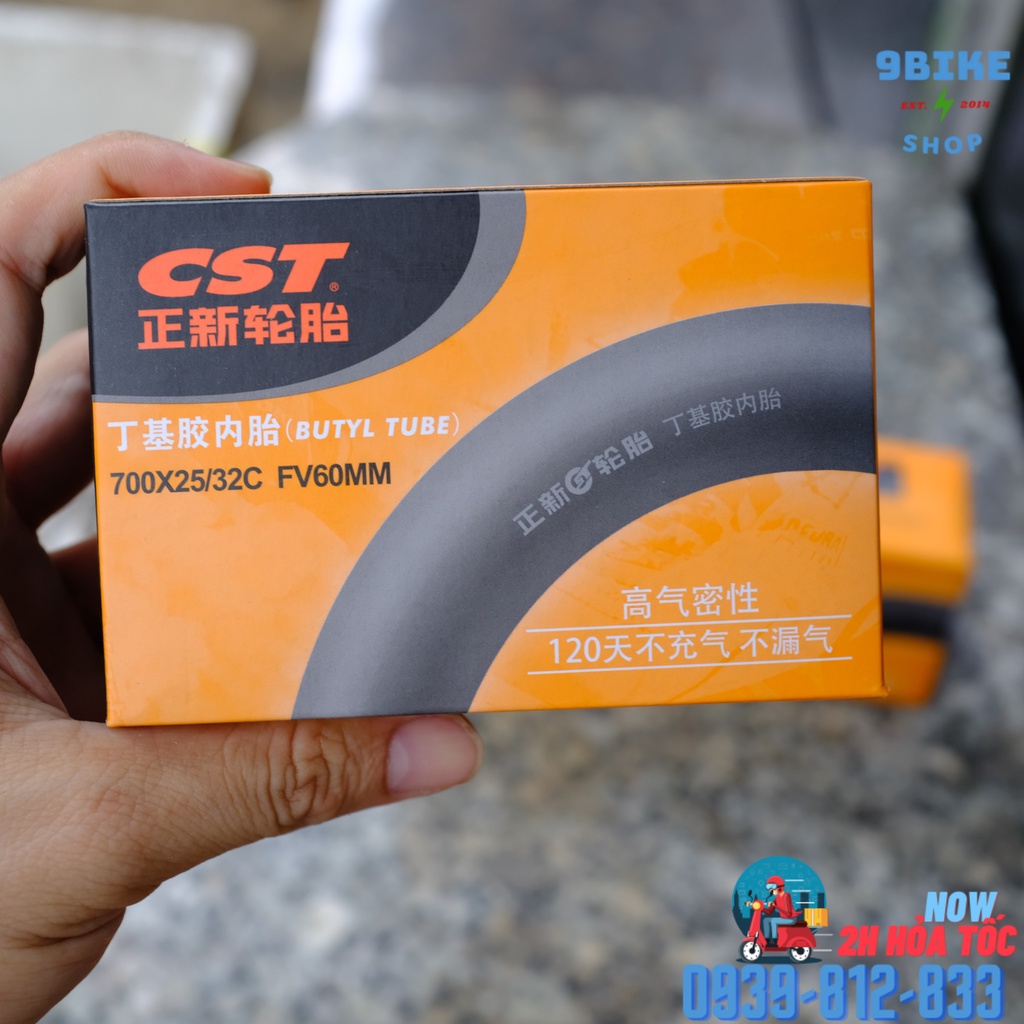 9BIKE
EST. 2014
SHOP
CST®
正新轮胎
丁基胶内胎(BUTYL TUBE)
700X25/32C FV60MM
正新轮胎 丁基胶内胎
高气密性
120天不充气 不漏气
NOW
2H HỎA TỐC
0939-812-833